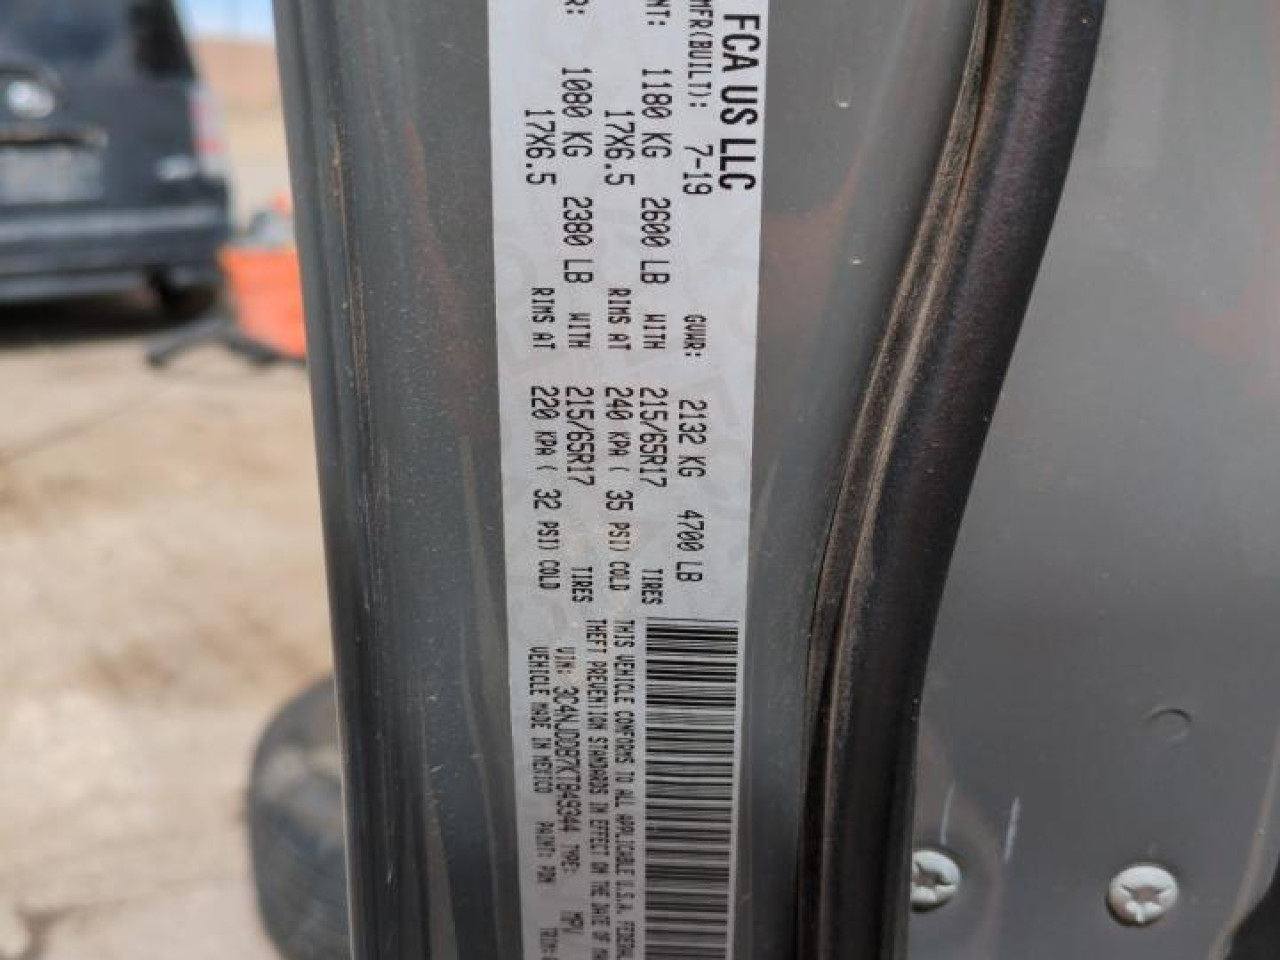 FCA US LLC
MFR(BUILT): 7-19 GVWR: 2132 KG 4700 LB
NT: 1180 KG 2600 LB WITH 215/65R17 TIRES
17X6.5 RIMS AT 240 KPA ( 35 PSI) COLD
R: 1080 KG 2380 LB WITH 215/65R17 TIRES
17X6.5 RIMS AT 220 KPA ( 32 PSI) COLD
THIS VEHICLE CONFORMS TO ALL APPLICABLE U.S.A. FEDERAL
THEFT PREVENTION STANDARDS IN EFFECT ON THE DATE OF MA
VIN: 3C4NJDDB7KT849344 TYPE: MPV
VEHICLE MADE IN MEXICO PAINT: PDN TRIM: